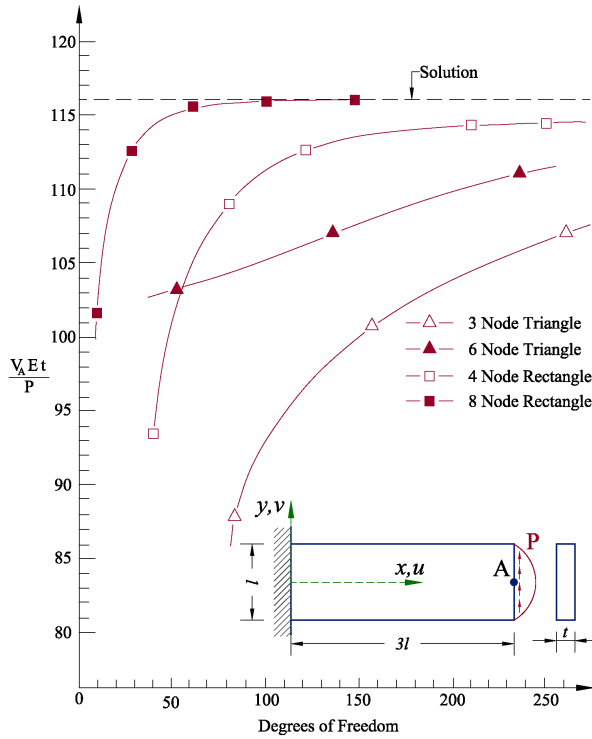 120
115
110
105
100
95
90
85
80
V_A E t
P
Solution
3 Node Triangle
6 Node Triangle
4 Node Rectangle
8 Node Rectangle
y,v
P
A
x,u
l
3l
t
0
50
100
150
200
250
Degrees of Freedom